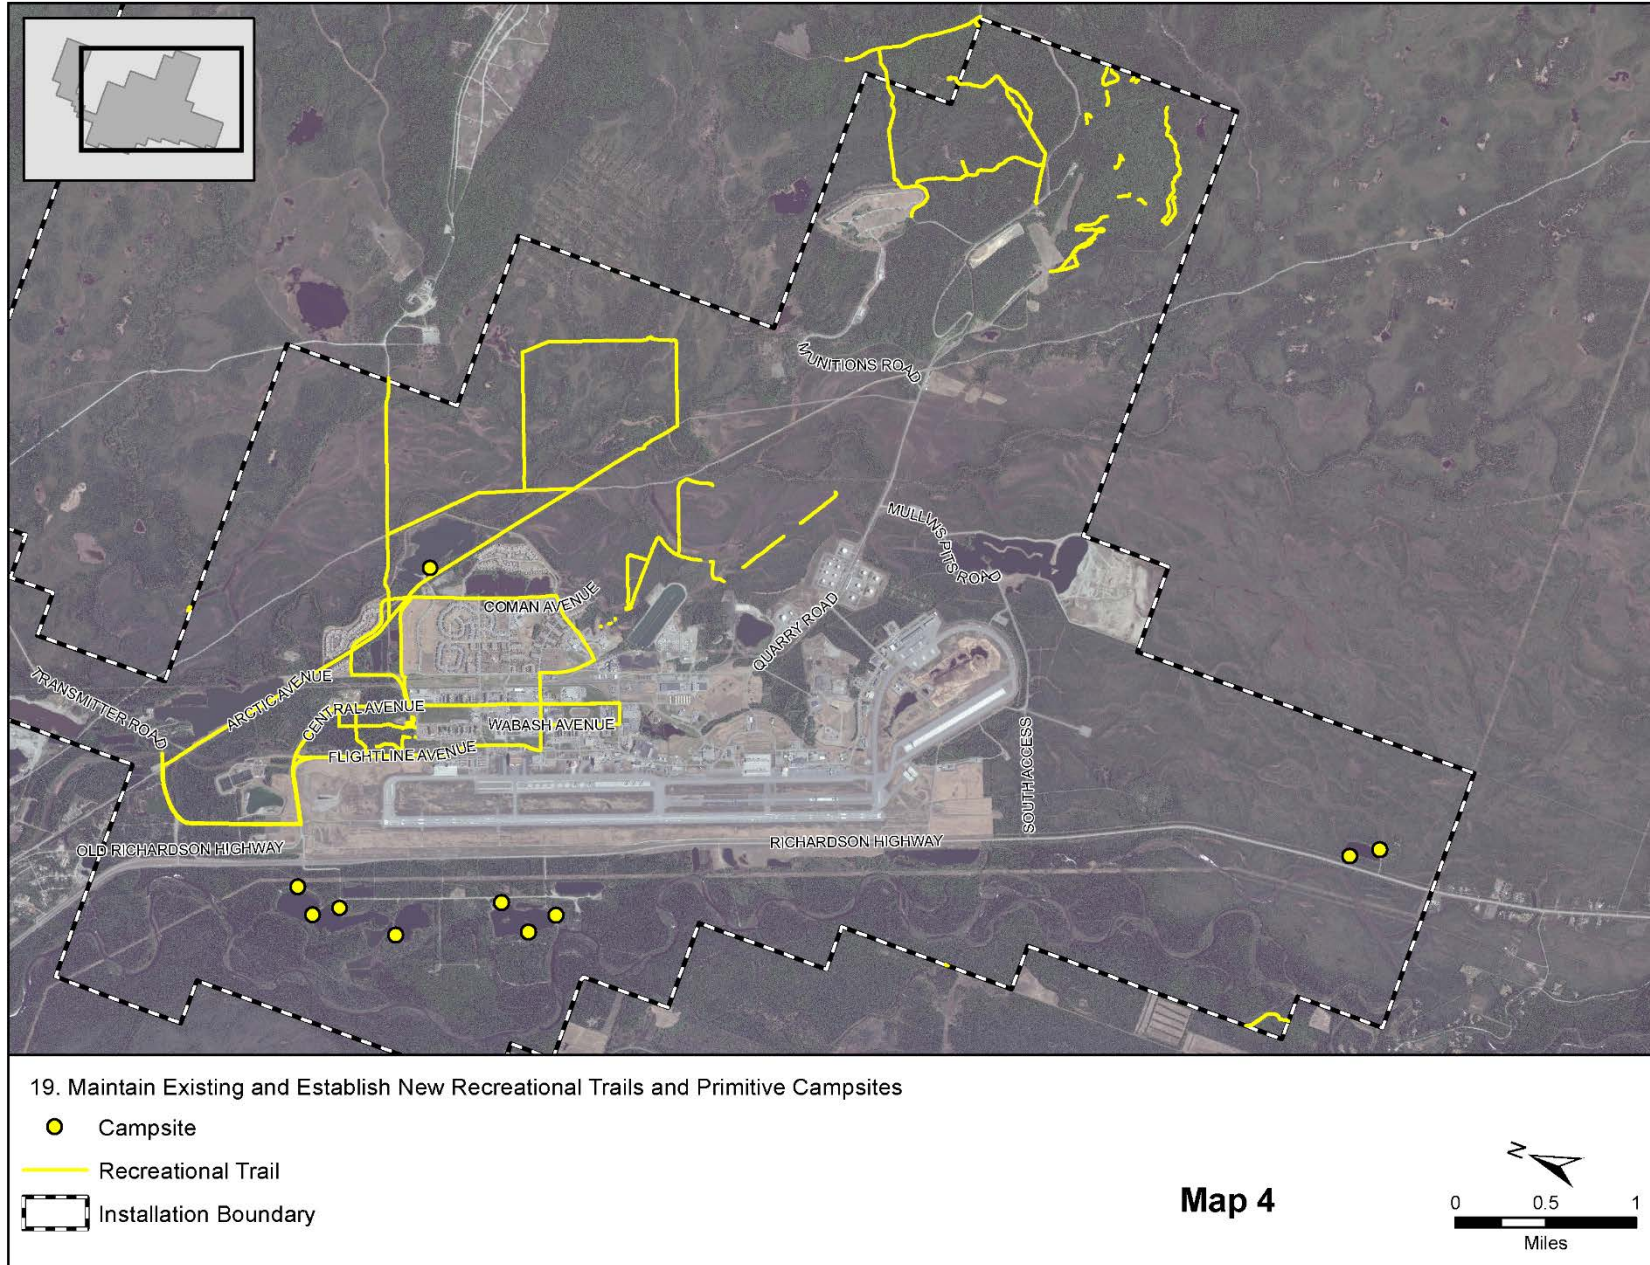 MUNITIONS ROAD
MULLINS PITS ROAD
COMAN AVENUE
QUARRY ROAD
TRANSMITTER ROAD
ARCTIC AVENUE
CENTRAL AVENUE
WABASH AVENUE
FLIGHTLINE AVENUE
SOUTH ACCESS
OLD RICHARDSON HIGHWAY
RICHARDSON HIGHWAY
19. Maintain Existing and Establish New Recreational Trails and Primitive Campsites
Campsite
Recreational Trail
Installation Boundary
Map 4
N
0 0.5 1
Miles